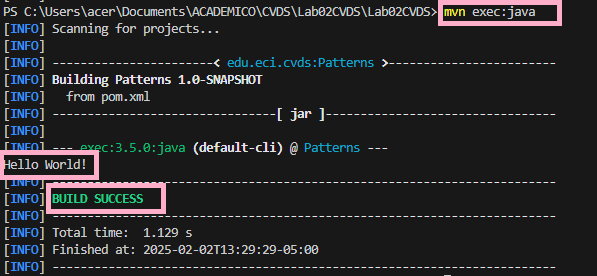 PS C:\Users\acer\Documents\ACADEMICO\CVDS\Lab02CVDS\Lab02CVDS> mvn exec:java
[INFO] Scanning for projects...
[INFO]
[INFO] ----------------------< edu.eci.cvds:Patterns >-----------------------
[INFO] Building Patterns 1.0-SNAPSHOT
[INFO]   from pom.xml
[INFO] --------------------------------[ jar ]---------------------------------
[INFO]
[INFO] --- exec:3.5.0:java (default-cli) @ Patterns ---
Hello World!
[INFO] ------------------------------------------------------------------------
[INFO] BUILD SUCCESS
[INFO] ------------------------------------------------------------------------
[INFO] Total time:  1.129 s
[INFO] Finished at: 2025-02-02T13:29:29-05:00
[INFO] ------------------------------------------------------------------------